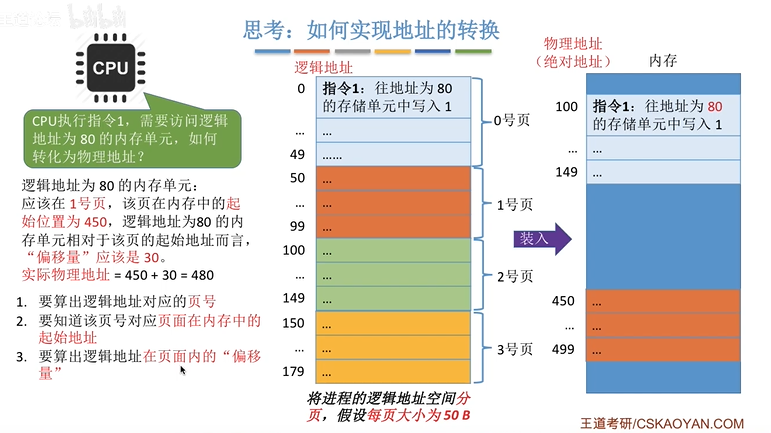 思考：如何实现地址的转换
CPU
CPU执行指令1，需要访问逻辑
地址为 80 的内存单元，如何
转化为物理地址？
逻辑地址为 80 的内存单元：
应该在 1号页，该页在内存中的起
始位置为 450，逻辑地址为80 的内
存单元相对于该页的起始地址而言，
“偏移量”应该是 30。
实际物理地址 = 450 + 30 = 480
1. 要算出逻辑地址对应的页号
2. 要知道该页号对应页面在内存中的
起始地址
3. 要算出逻辑地址在页面内的“偏移
量”
逻辑地址
0 指令1：往地址为 80
的存储单元中写入 1
... ...
49 ......
0号页
50 ...
... ...
99 ...
1号页
100 ...
... ...
149 ...
2号页
150 ...
... ...
179 ...
3号页
将进程的逻辑地址空间分
页，假设每页大小为 50 B
装入
物理地址
（绝对地址）
内存
100 指令1：往地址为 80
的存储单元中写入 1
... ...
149 ...
450 ...
... ...
499 ...
王道考研/CSKAOYAN.COM